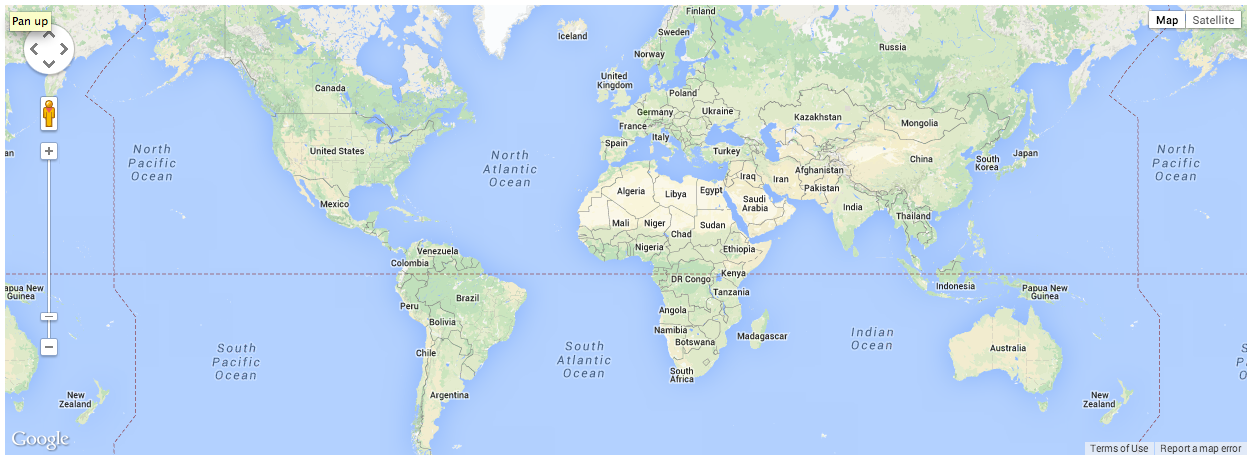 Pan up
Map
Satellite
Finland
Iceland
Sweden
Norway
Russia
United
Kingdom
Canada
Poland
Germany
Ukraine
Kazakhstan
Mongolia
France
Italy
Spain
Turkey
an
North
Pacific
Ocean
United States
North
Atlantic
Ocean
China
South
Korea
Japan
North
Pacific
Ocean
Iraq
Iran
Afghanistan
Pakistan
Algeria
Libya
Egypt
Saudi
Arabia
India
Mexico
Mali
Niger
Sudan
Chad
Thailand
Nigeria
Ethiopia
Venezuela
Colombia
Kenya
DR Congo
Indonesia
apua New
Guinea
Papua New
Guinea
Tanzania
Brazil
Peru
Angola
Bolivia
Namibia
Botswana
Madagascar
Indian
Ocean
South
Pacific
Ocean
South
Atlantic
Ocean
Chile
Australia
S
P
O
South
Africa
Argentina
New
Zealand
New
Zealand
Google
Terms of Use
Report a map error